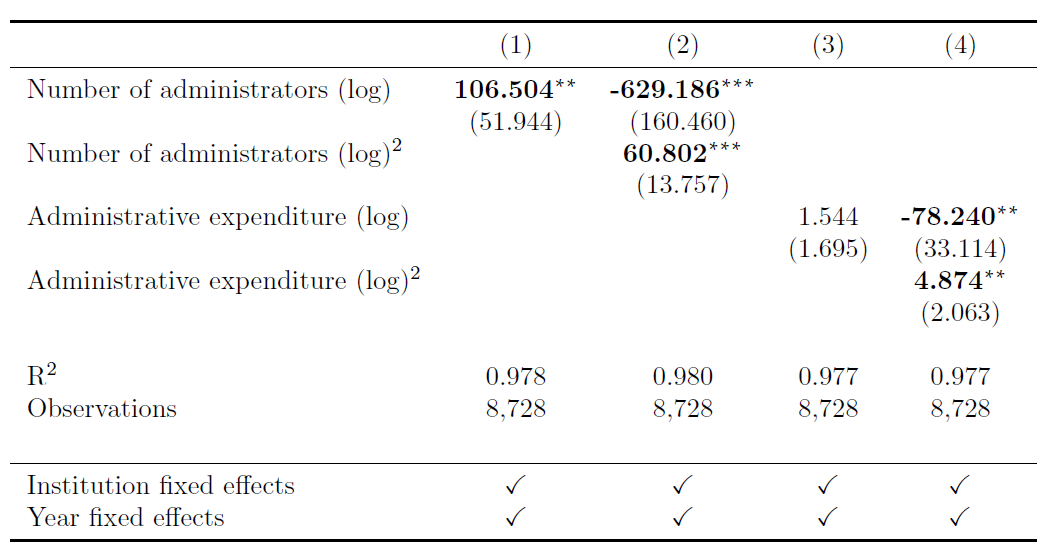 (1) (2) (3) (4)
Number of administrators (log) 106.504** -629.186***
(51.944) (160.460)
Number of administrators (log)² 60.802***
(13.757)
Administrative expenditure (log) 1.544 -78.240**
(1.695) (33.114)
Administrative expenditure (log)² 4.874**
(2.063)
R² 0.978 0.980 0.977 0.977
Observations 8,728 8,728 8,728 8,728
Institution fixed effects ✓ ✓ ✓ ✓
Year fixed effects ✓ ✓ ✓ ✓